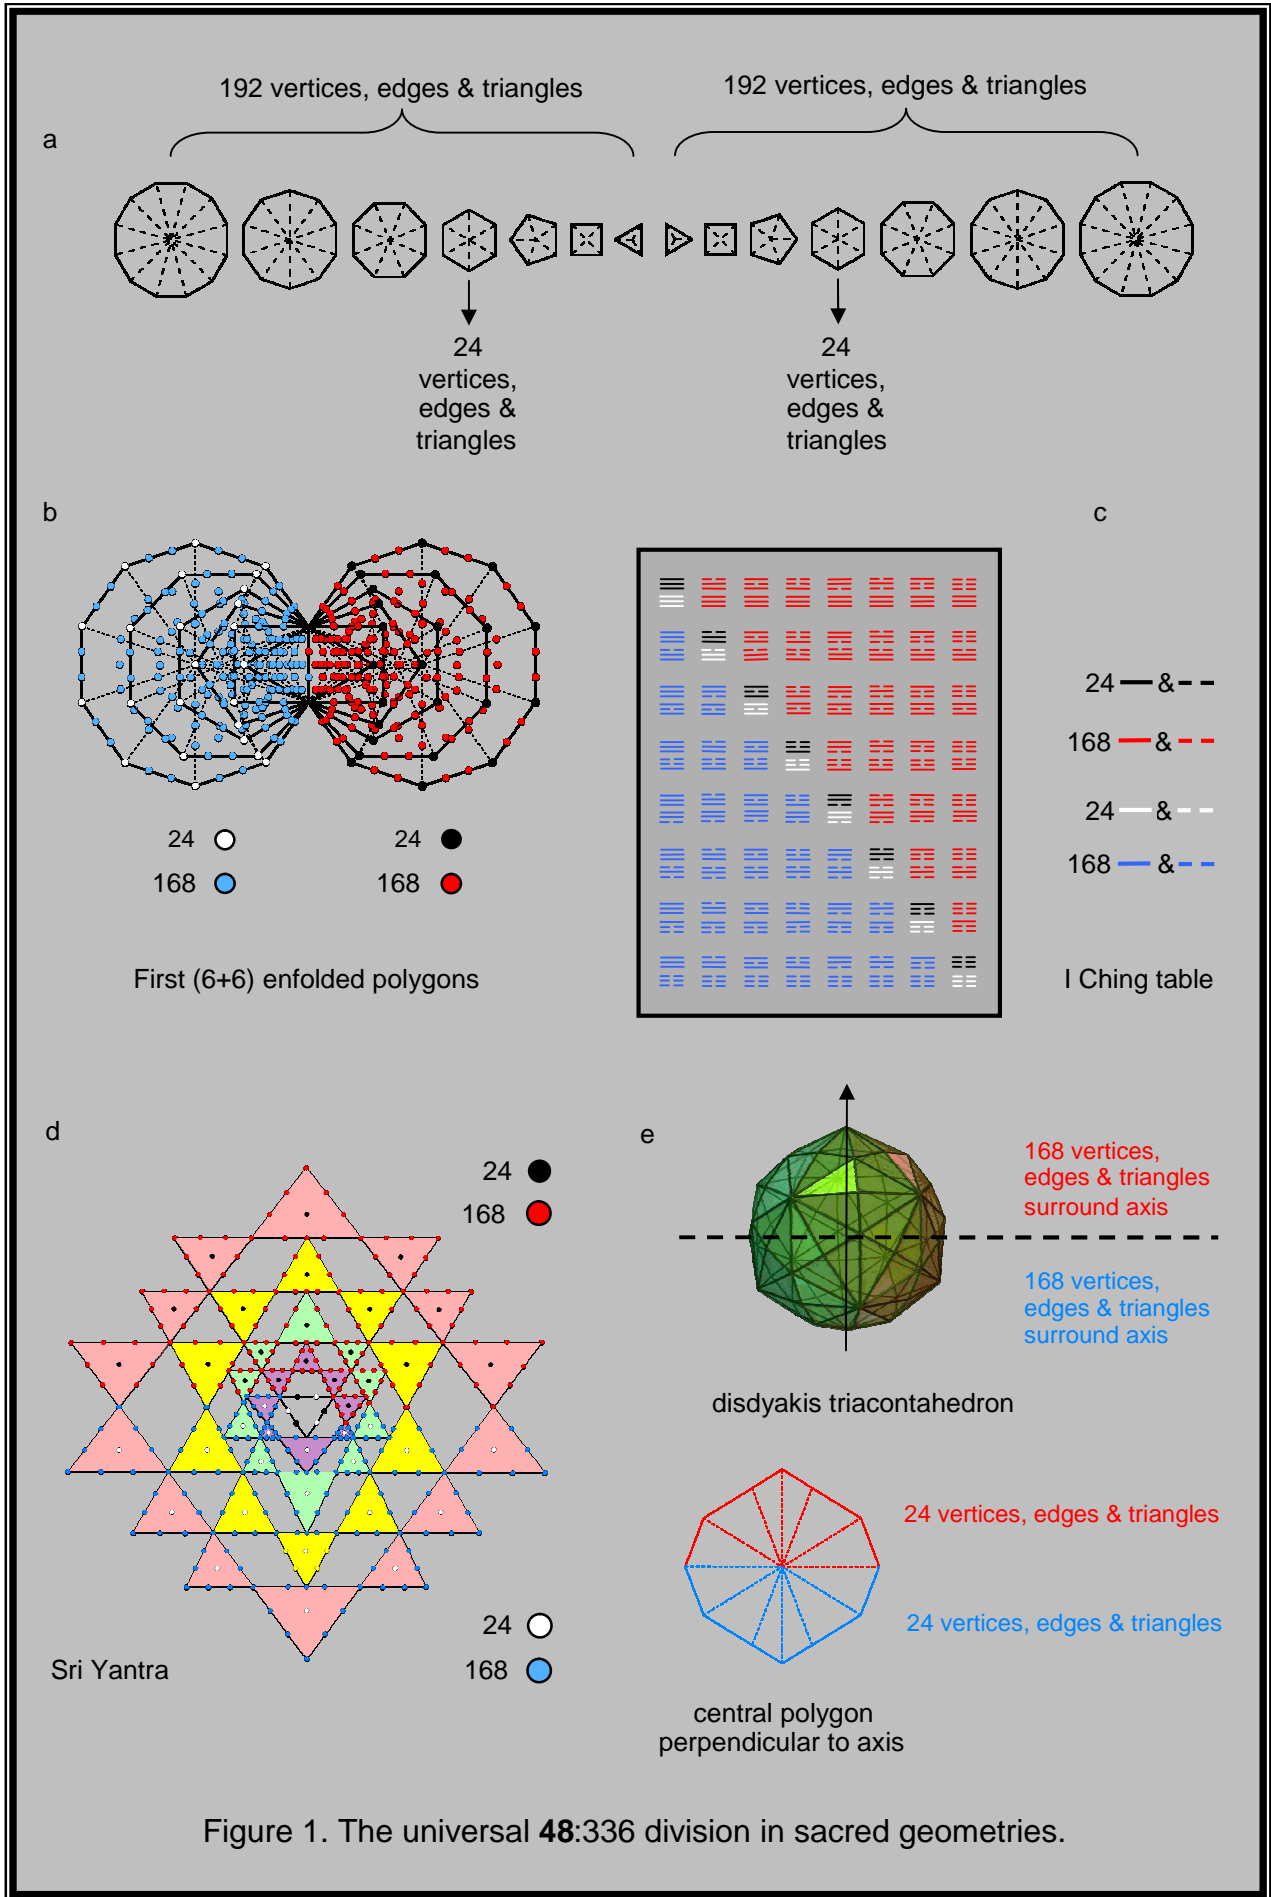 192 vertices, edges & triangles
192 vertices, edges & triangles
a
24
vertices,
edges &
triangles
24
vertices,
edges &
triangles
b
24
168
24
168
First (6+6) enfolded polygons
c
24 &
168 &
24 &
168 &
I Ching table
d
24
168
24
168
Sri Yantra
e
168 vertices,
edges & triangles
surround axis
168 vertices,
edges & triangles
surround axis
disdyakis triacontahedron
24 vertices, edges & triangles
24 vertices, edges & triangles
central polygon
perpendicular to axis
Figure 1. The universal 48:336 division in sacred geometries.